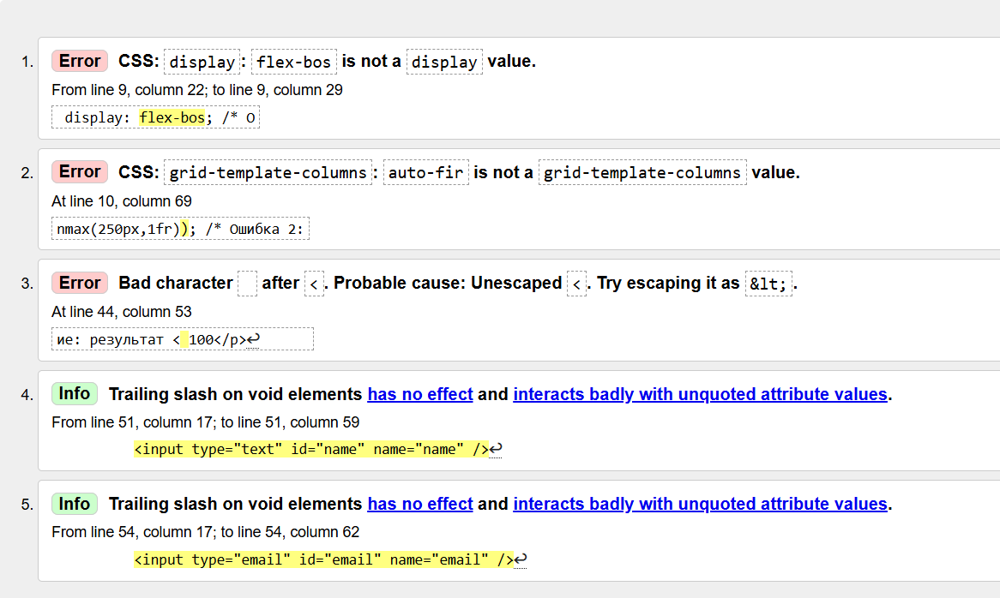 1. Error CSS: display: flex-bos is not a display value.
From line 9, column 22; to line 9, column 29
display: flex-bos; /* О
2. Error CSS: grid-template-columns: auto-fir is not a grid-template-columns value.
At line 10, column 69
nmax(250px,1fr)); /* Ошибка 2:
3. Error Bad character   after <. Probable cause: Unescaped <. Try escaping it as &lt;.
At line 44, column 53
ие: результат < 100</p>↩
4. Info Trailing slash on void elements has no effect and interacts badly with unquoted attribute values.
From line 51, column 17; to line 51, column 59
<input type="text" id="name" name="name" />↩
5. Info Trailing slash on void elements has no effect and interacts badly with unquoted attribute values.
From line 54, column 17; to line 54, column 62
<input type="email" id="email" name="email" />↩